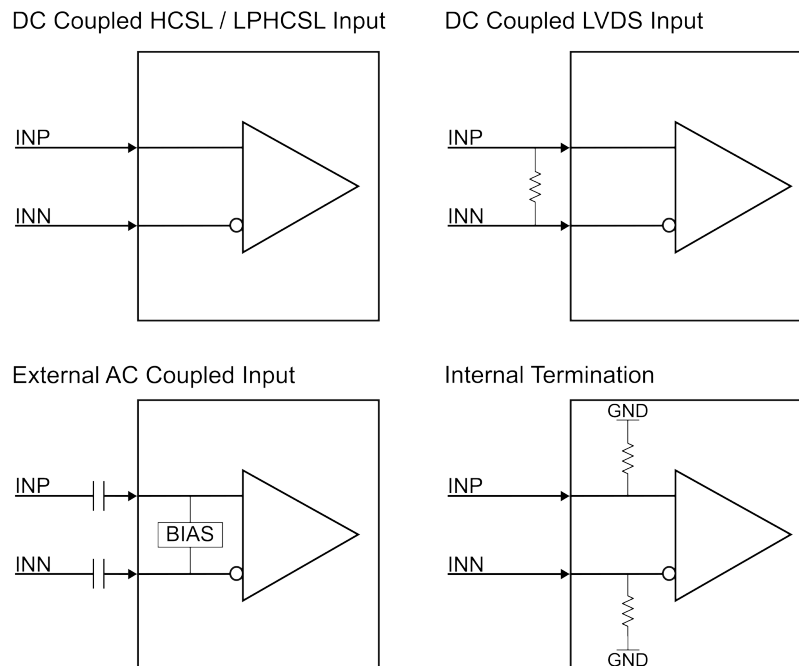 DC Coupled HCSL / LPHCSL Input
INP
INN
DC Coupled LVDS Input
INP
INN
External AC Coupled Input
INP
BIAS
INN
Internal Termination
GND
INP
INN
GND